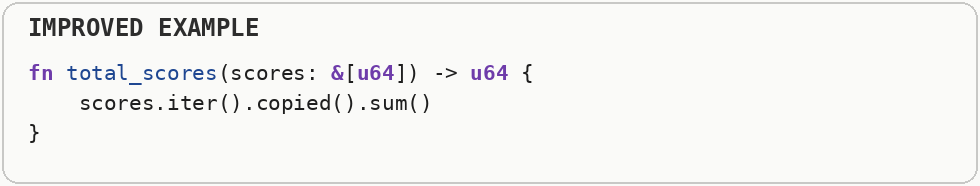 IMPROVED EXAMPLE
fn total_scores(scores: &[u64]) -> u64 {
    scores.iter().copied().sum()
}